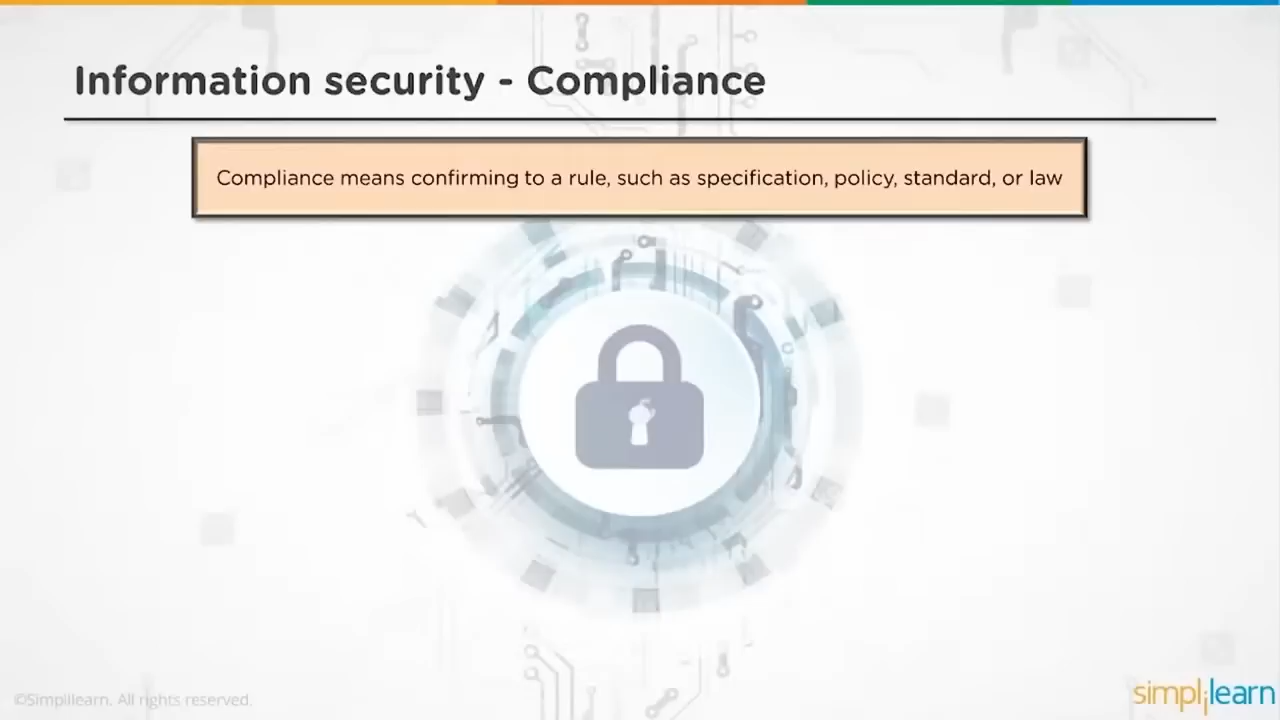 Information security - Compliance
Compliance means confirming to a rule, such as specification, policy, standard, or law
©Simplilearn. All rights reserved.
simplilearn